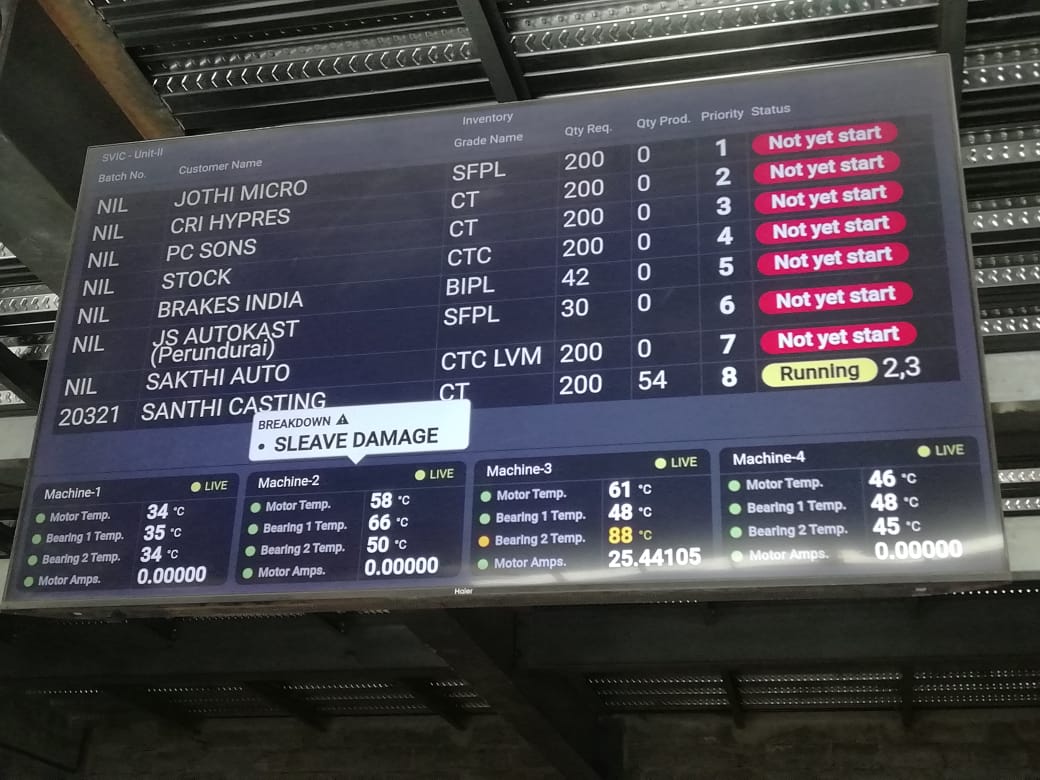 SVIC - Unit-II
Inventory
Batch No. Customer Name Grade Name Qty Req. Qty Prod. Priority Status
NIL JOTHI MICRO SFPL 200 0 1 Not yet start
NIL CRI HYPRES CT 200 0 2 Not yet start
NIL PC SONS CT 200 0 3 Not yet start
NIL STOCK CTC 200 0 4 Not yet start
NIL BRAKES INDIA BIPL 42 0 5 Not yet start
NIL JS AUTOKAST SFPL 30 0 6 Not yet start
(Perundurai)
NIL SAKTHI AUTO CTC LVM 200 0 7 Not yet start
20321 SANTHI CASTING CT 200 54 8 Running 2,3
BREAKDOWN ⚠
• SLEAVE DAMAGE
Machine-1 LIVE
Motor Temp. 34 °C
Bearing 1 Temp. 35 °C
Bearing 2 Temp. 34 °C
Motor Amps. 0.00000
Machine-2 LIVE
Motor Temp. 58 °C
Bearing 1 Temp. 66 °C
Bearing 2 Temp. 50 °C
Motor Amps. 0.00000
Machine-3 LIVE
Motor Temp. 61 °C
Bearing 1 Temp. 48 °C
Bearing 2 Temp. 88 °C
Motor Amps. 25.44105
Machine-4 LIVE
Motor Temp. 46 °C
Bearing 1 Temp. 48 °C
Bearing 2 Temp. 45 °C
Motor Amps. 0.00000
Haier